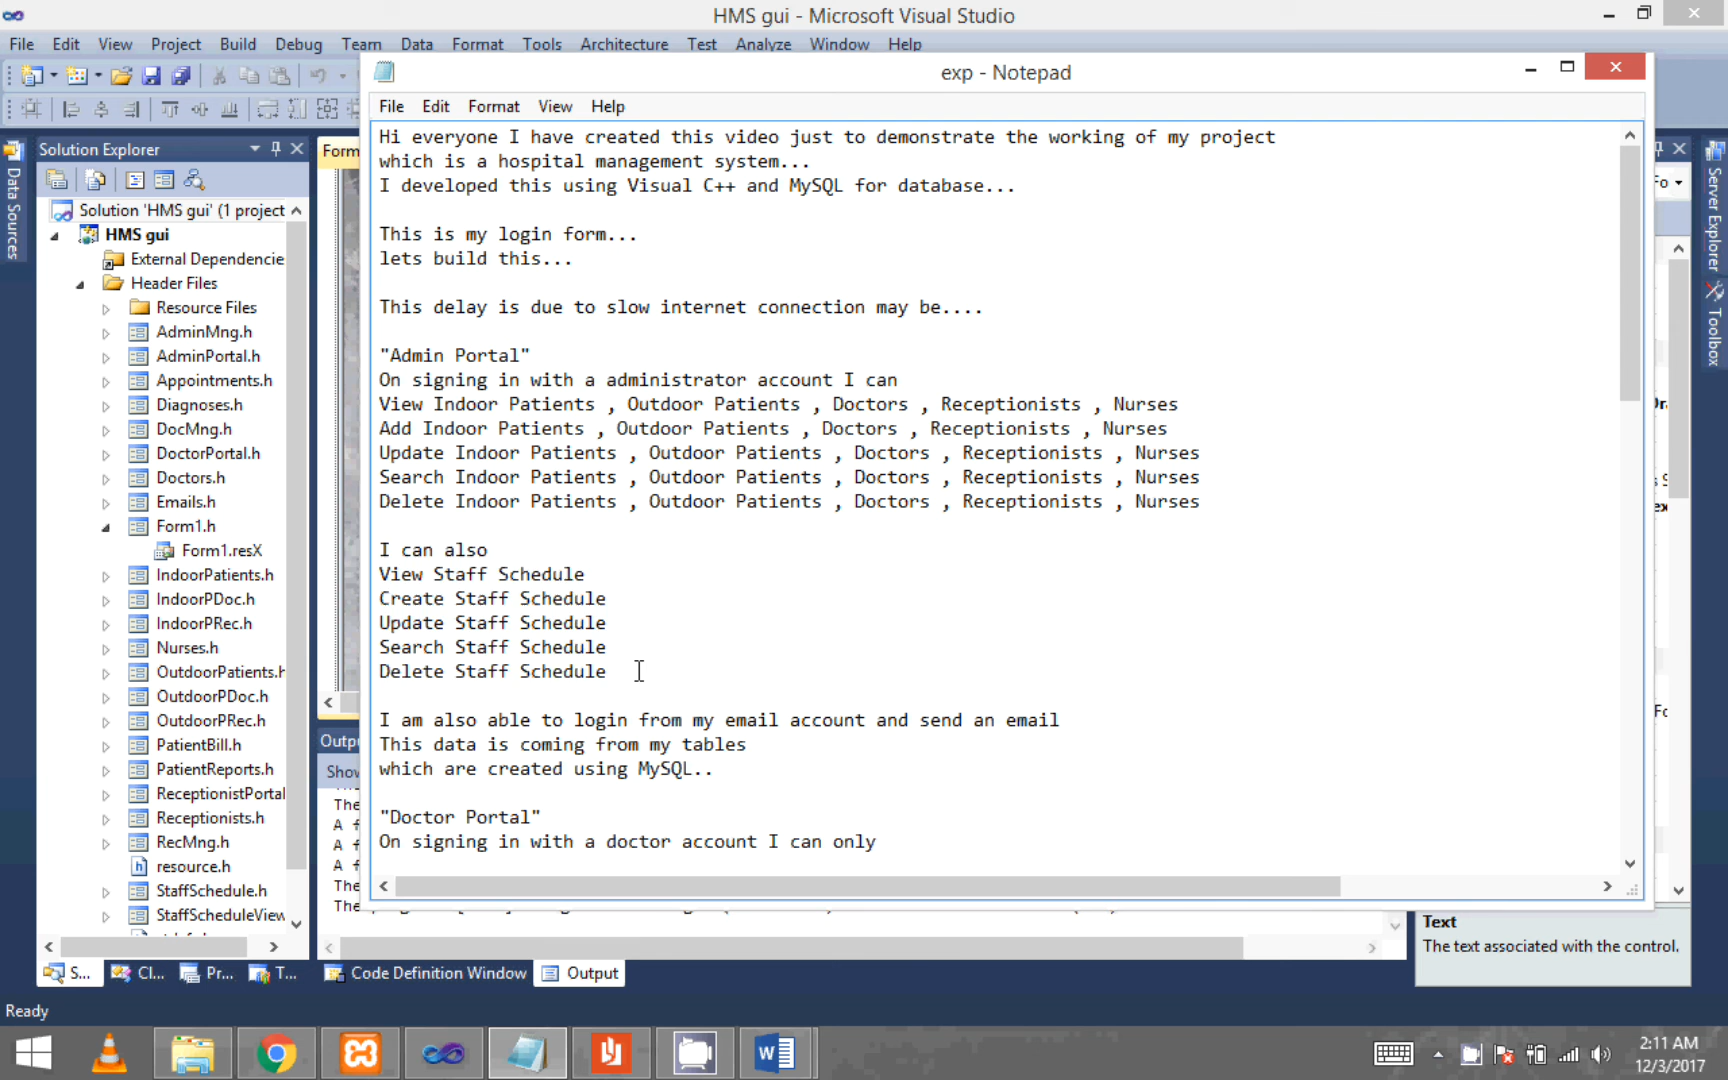 HMS gui - Microsoft Visual Studio
File Edit View Project Build Debug Team Data Format Tools Architecture Test Analyze Window Help
exp - Notepad
File Edit Format View Help
Hi everyone I have created this video just to demonstrate the working of my project
which is a hospital management system...
I developed this using Visual C++ and MySQL for database...
This is my login form...
lets build this...
This delay is due to slow internet connection may be....
"Admin Portal"
On signing in with a administrator account I can
View Indoor Patients , Outdoor Patients , Doctors , Receptionists , Nurses
Add Indoor Patients , Outdoor Patients , Doctors , Receptionists , Nurses
Update Indoor Patients , Outdoor Patients , Doctors , Receptionists , Nurses
Search Indoor Patients , Outdoor Patients , Doctors , Receptionists , Nurses
Delete Indoor Patients , Outdoor Patients , Doctors , Receptionists , Nurses
I can also
View Staff Schedule
Create Staff Schedule
Update Staff Schedule
Search Staff Schedule
Delete Staff Schedule
I am also able to login from my email account and send an email
This data is coming from my tables
which are created using MySQL..
"Doctor Portal"
On signing in with a doctor account I can only
Data Sources
Solution Explorer
Solution 'HMS gui' (1 project
HMS gui
External Dependencie
Header Files
Resource Files
AdminMng.h
AdminPortal.h
Appointments.h
Diagnoses.h
DocMng.h
DoctorPortal.h
Doctors.h
Emails.h
Form1.h
Form1.resX
IndoorPatients.h
IndoorPDoc.h
IndoorPRec.h
Nurses.h
OutdoorPatients.h
OutdoorPDoc.h
OutdoorPRec.h
PatientBill.h
PatientReports.h
ReceptionistPortal
Receptionists.h
RecMng.h
resource.h
StaffSchedule.h
StaffScheduleView
S... Cl... Pr... T...
Form
Outp
Show
The
A f
A f
A f
The
The
Code Definition Window Output
Server Explorer
Toolbox
Fo
Text
The text associated with the control.
Ready
2:11 AM
12/3/2017